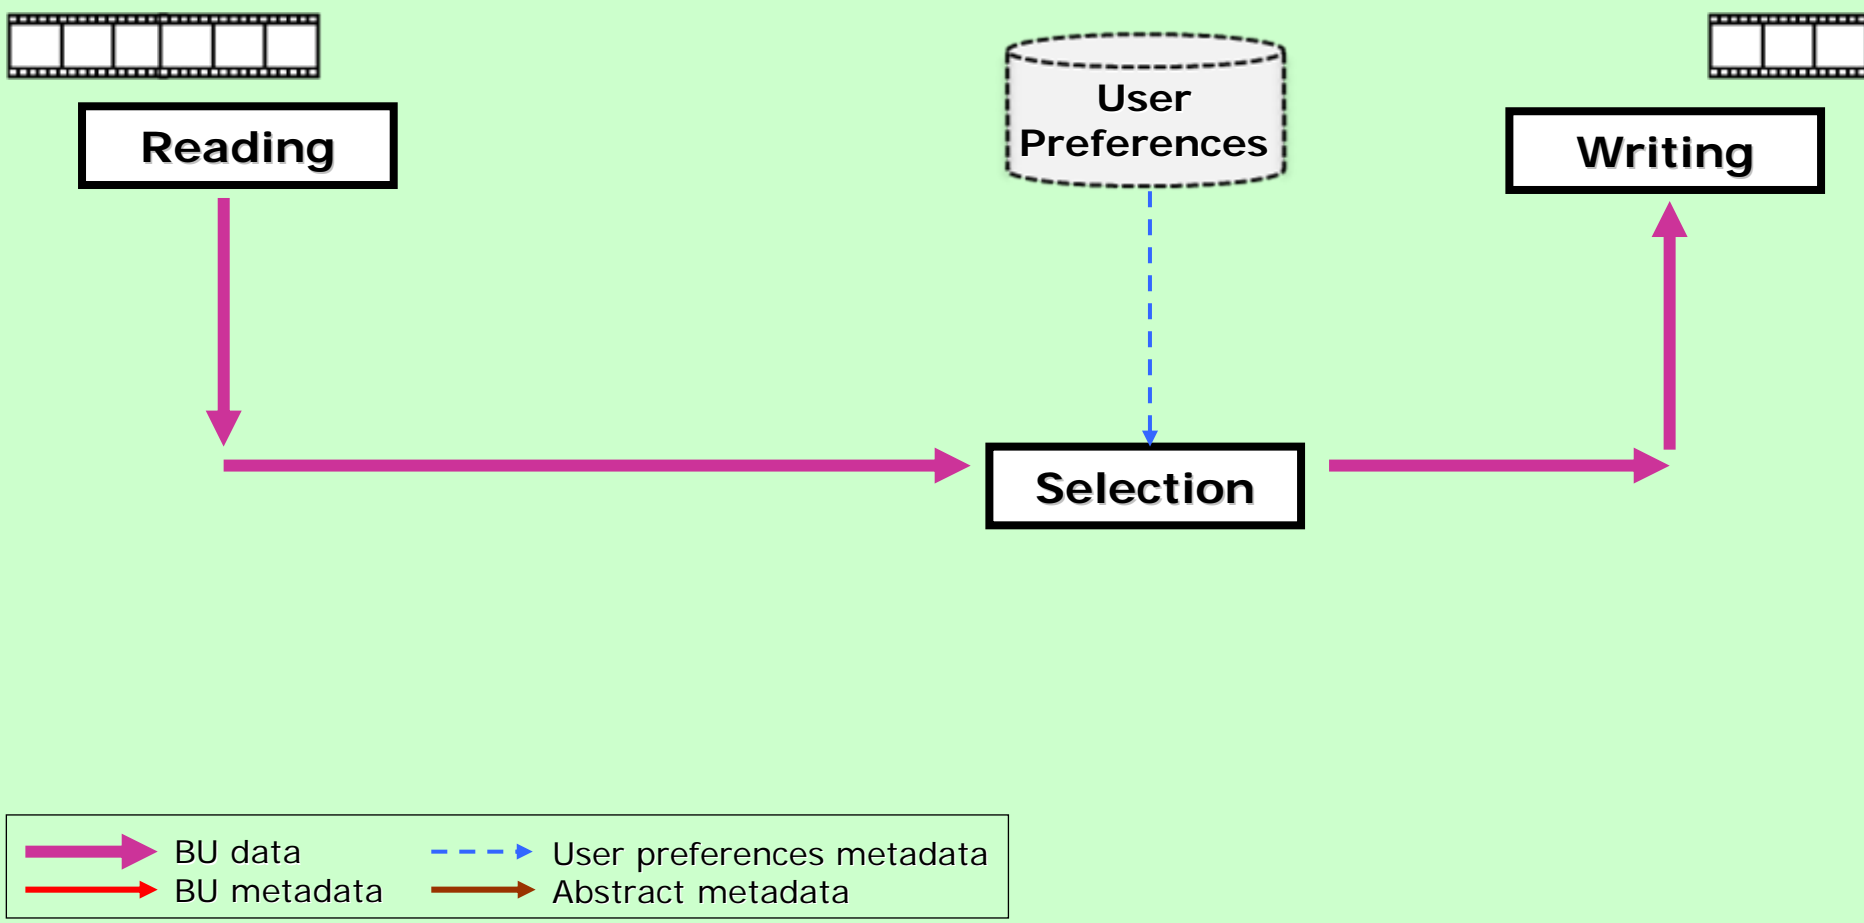 Reading
User
Preferences
Writing
Selection
BU data
User preferences metadata
BU metadata
Abstract metadata